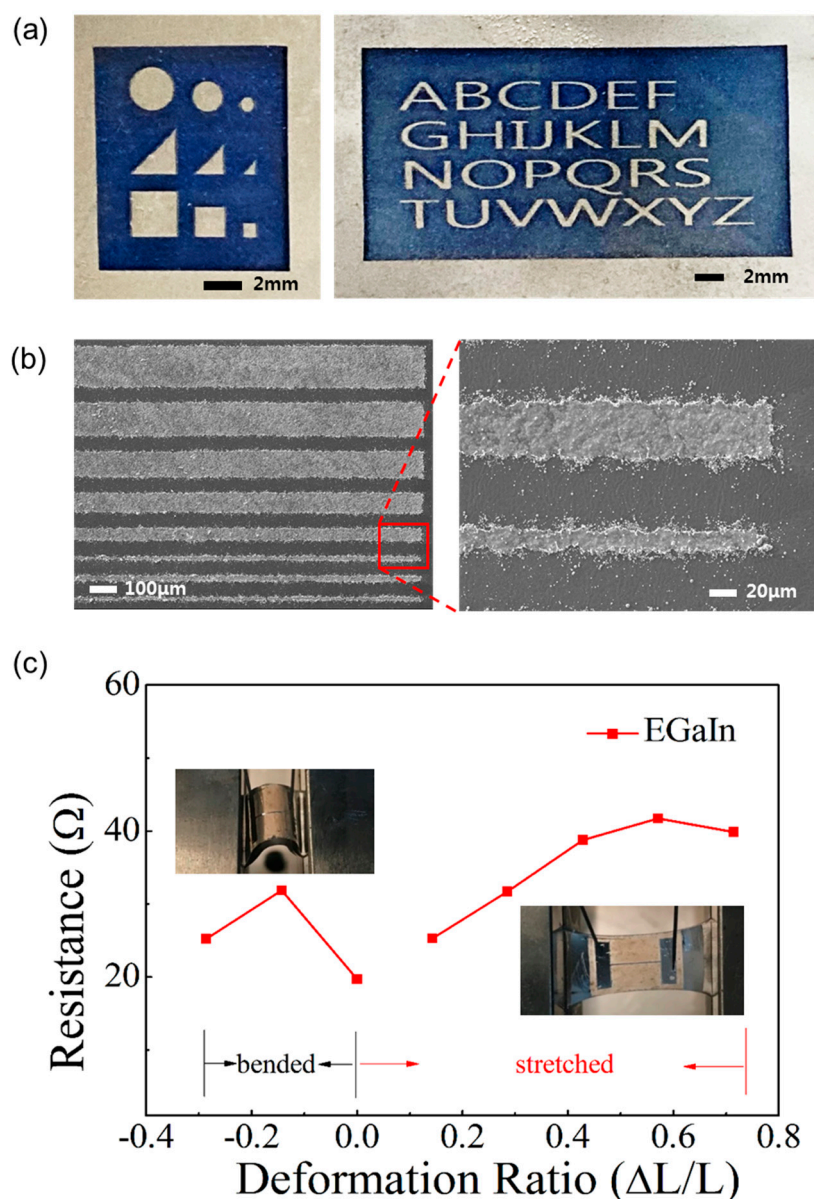 (a)
ABCDEF
GHIJKLM
NOPQRS
TUVWXYZ
2mm
2mm
(b)
100μm
20μm
(c)
60
40
20
Resistance (Ω)
EGaIn
bended
stretched
-0.4
-0.2
0.0
0.2
0.4
0.6
0.8
Deformation Ratio (ΔL/L)